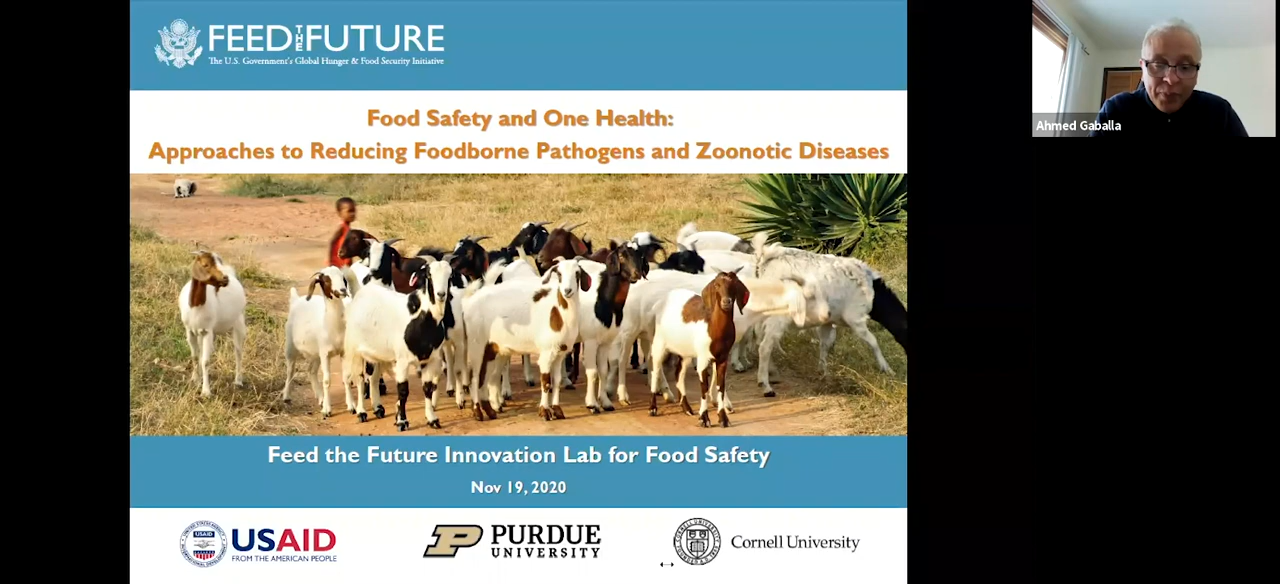 FEED THE FUTURE
The U.S. Government's Global Hunger & Food Security Initiative
Food Safety and One Health:
Approaches to Reducing Foodborne Pathogens and Zoonotic Diseases
Feed the Future Innovation Lab for Food Safety
Nov 19, 2020
USAID
USAID
FROM THE AMERICAN PEOPLE
PURDUE
UNIVERSITY
Cornell University
Ahmed Gaballa